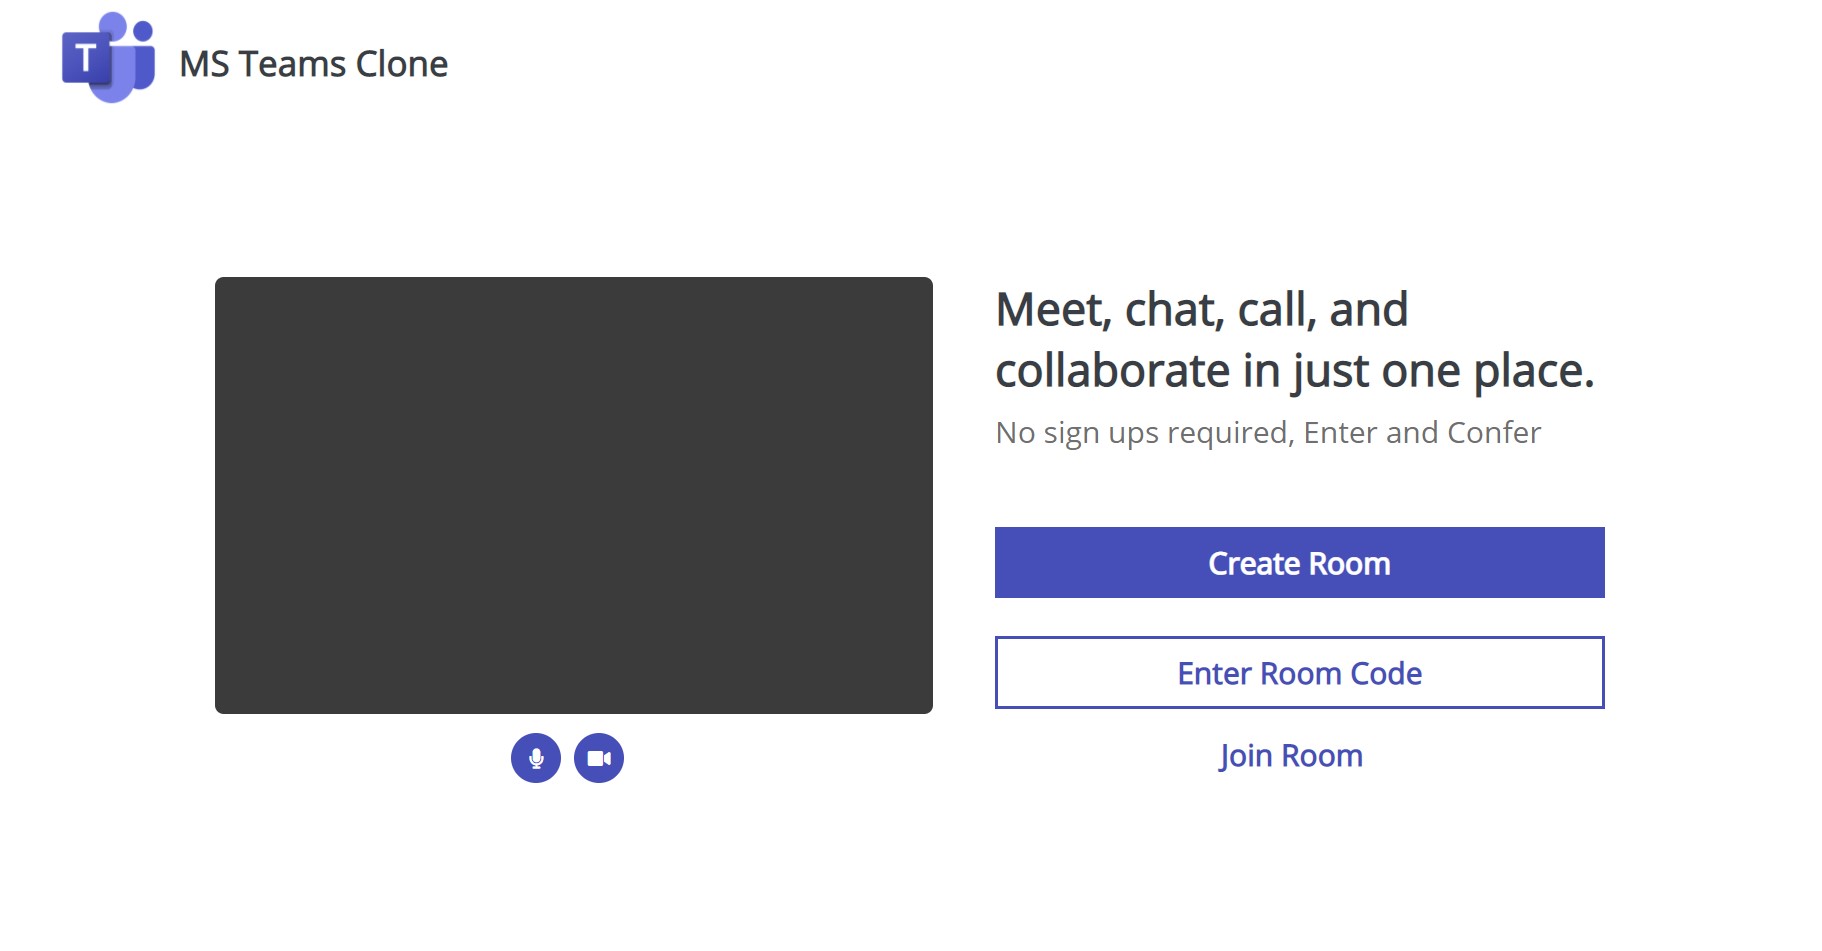 T
MS Teams Clone
Meet, chat, call, and
collaborate in just one place.
No sign ups required, Enter and Confer
Create Room
Enter Room Code
Join Room